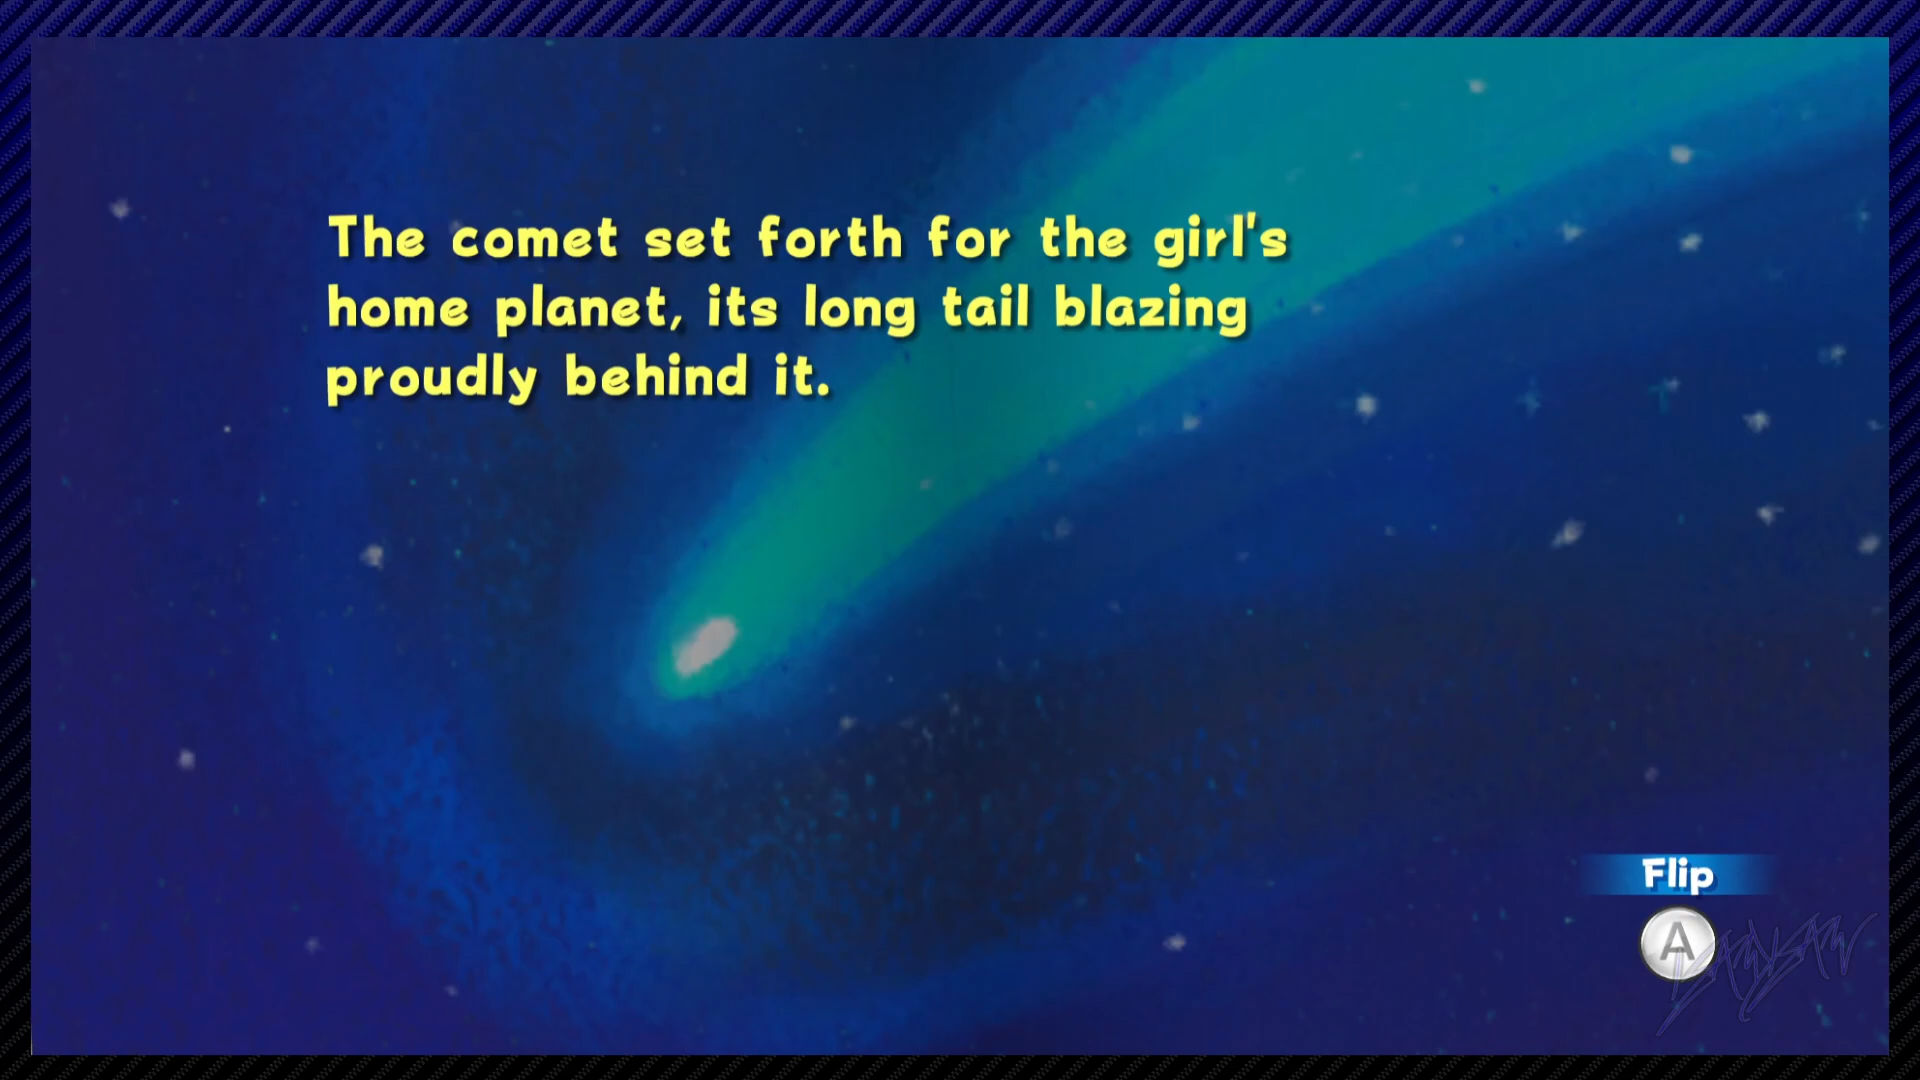 The comet set forth for the girl's
home planet, its long tail blazing
proudly behind it.
Flip
A